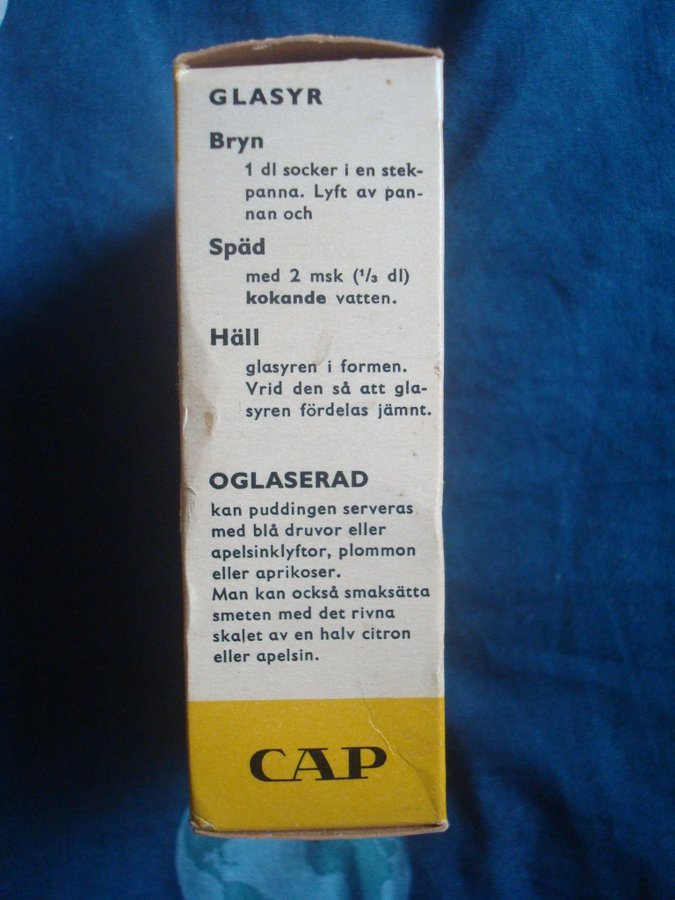 GLASYR
Bryn
1 dl socker i en stek-
panna. Lyft av pan-
nan och
Späd
med 2 msk (¹/₃ dl)
kokande vatten.
Häll
glasyren i formen.
Vrid den så att gla-
syren fördelas jämnt.
OGLASERAD
kan puddingen serveras
med blå druvor eller
apelsinklyftor, plommon
eller aprikoser.
Man kan också smaksätta
smeten med det rivna
skalet av en halv citron
eller apelsin.
CAP